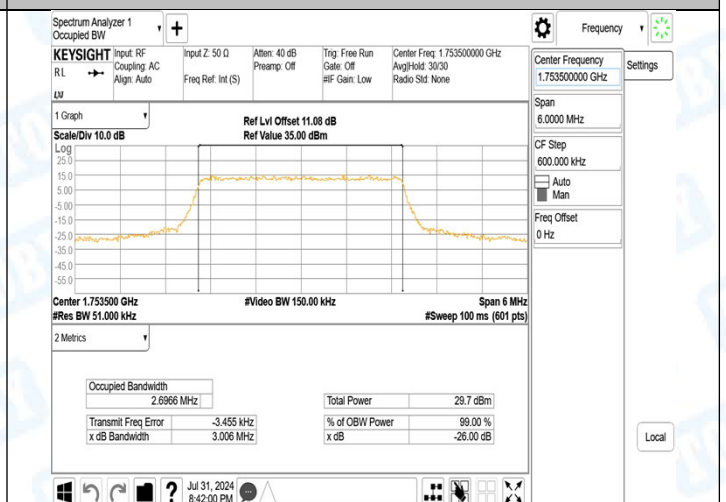 Spectrum Analyzer 1
Occupied BW
+
Frequency
KEYSIGHT
RL
Input: RF
Coupling: AC
Align: Auto
Input Z: 50 Ω
Freq Ref: Int (S)
Atten: 40 dB
Preamp: Off
Trig: Free Run
Gate: Off
#IF Gain: Low
Center Freq: 1.753500000 GHz
Avg|Hold: 30/30
Radio Std: None
Center Frequency
1.753500000 GHz
Settings
Span
6.0000 MHz
CF Step
600.000 kHz
Auto
Man
Freq Offset
0 Hz
1 Graph
Ref Lvl Offset 11.08 dB
Scale/Div 10.0 dB
Ref Value 35.00 dBm
Log
25.0
15.0
5.00
-5.00
-15.0
-25.0
-35.0
-45.0
-55.0
Center 1.753500 GHz
#Video BW 150.00 kHz
Span 6 MHz
#Res BW 51.000 kHz
#Sweep 100 ms (601 pts)
2 Metrics
Occupied Bandwidth
2.6966 MHz
Total Power 29.7 dBm
Transmit Freq Error -3.455 kHz
% of OBW Power 99.00 %
x dB Bandwidth 3.006 MHz
x dB -26.00 dB
Local
?
Jul 31, 2024
8:42:00 PM